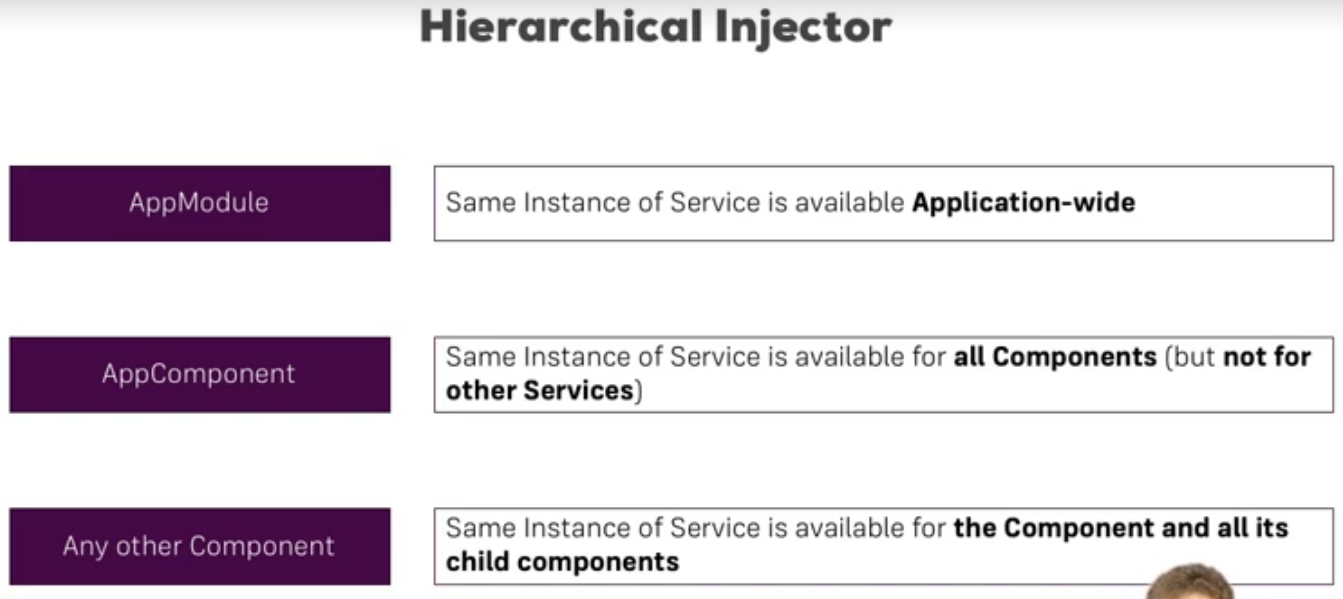 Hierarchical Injector
AppModule
Same Instance of Service is available Application-wide
AppComponent
Same Instance of Service is available for all Components (but not for
other Services)
Any other Component
Same Instance of Service is available for the Component and all its
child components